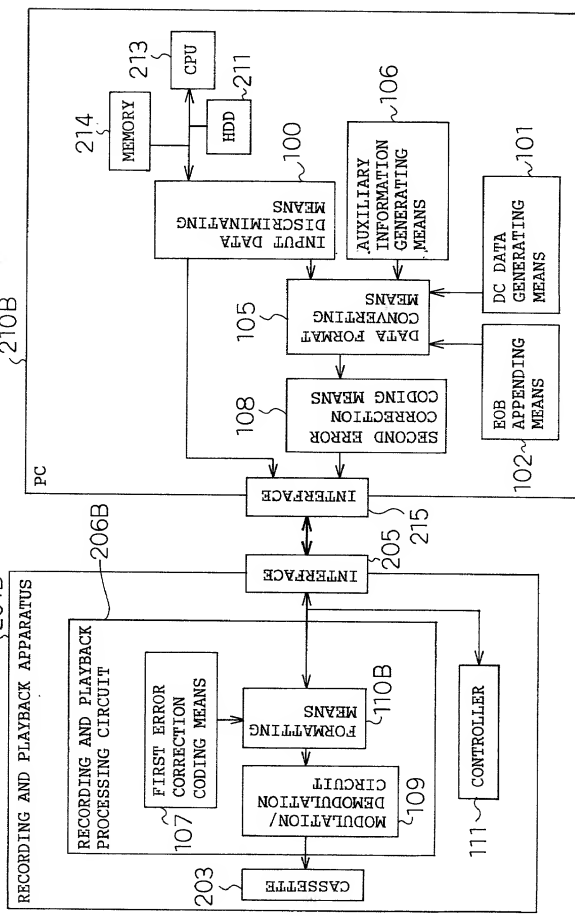 210B
PC
214
MEMORY
213
CPU
HDD
211
100
INPUT DATA
DISCRIMINATING
MEANS
106
AUXILIARY
INFORMATION
GENERATING
MEANS
105
DATA FORMAT
CONVERTING
MEANS
101
DC DATA
GENERATING
MEANS
108
SECOND ERROR
CORRECTION
CODING MEANS
102
EOB
APPENDING
MEANS
INTERFACE
215
RECORDING AND PLAYBACK APPARATUS
206B
INTERFACE
205
RECORDING AND PLAYBACK
PROCESSING CIRCUIT
FIRST ERROR
CORRECTION
CODING MEANS
107
FORMATTING
MEANS
110B
MODULATION/
DEMODULATION
CIRCUIT
109
203
CASSETTE
CONTROLLER
111